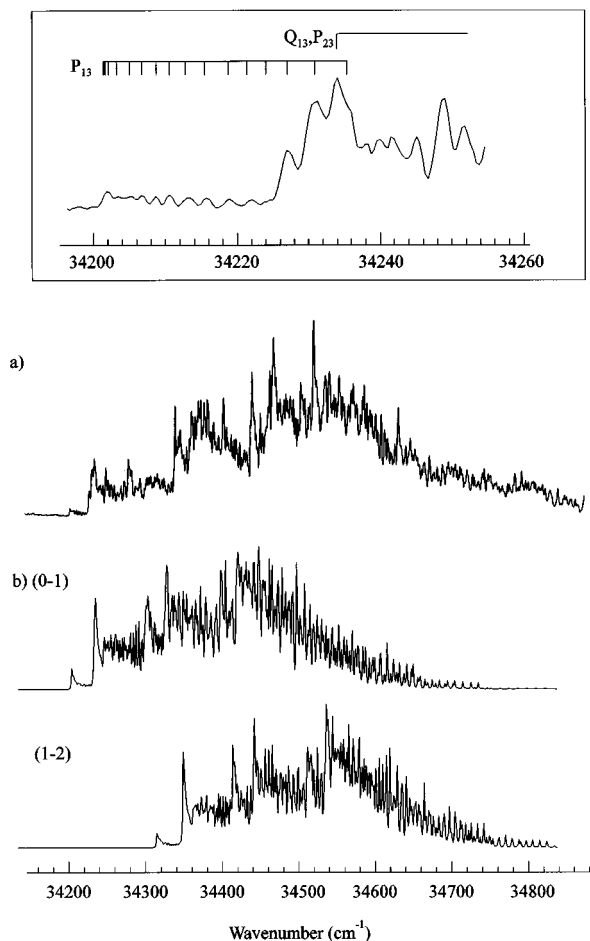 Q₁₃,P₂₃
P₁₃
34200 34220 34240 34260
a)
b) (0-1)
(1-2)
34200 34300 34400 34500 34600 34700 34800
Wavenumber (cm⁻¹)